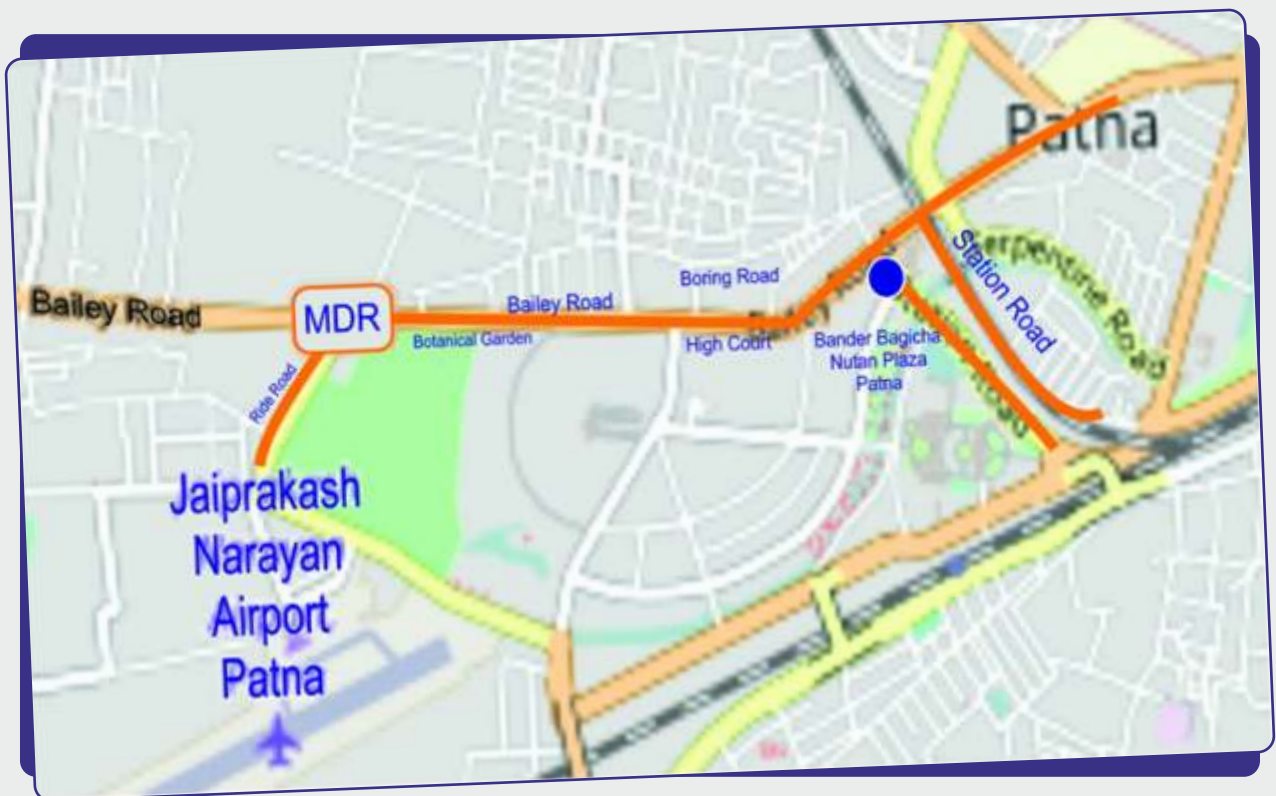 Patna
Station Road
erpentine Road
Boring Road
Bailey Road
Bailey Road
MDR
Botanical Garden
High Court
Bander Bagicha
Nutan Plaza
Patna
Ride Road
Jaiprakash
Narayan
Airport
Patna